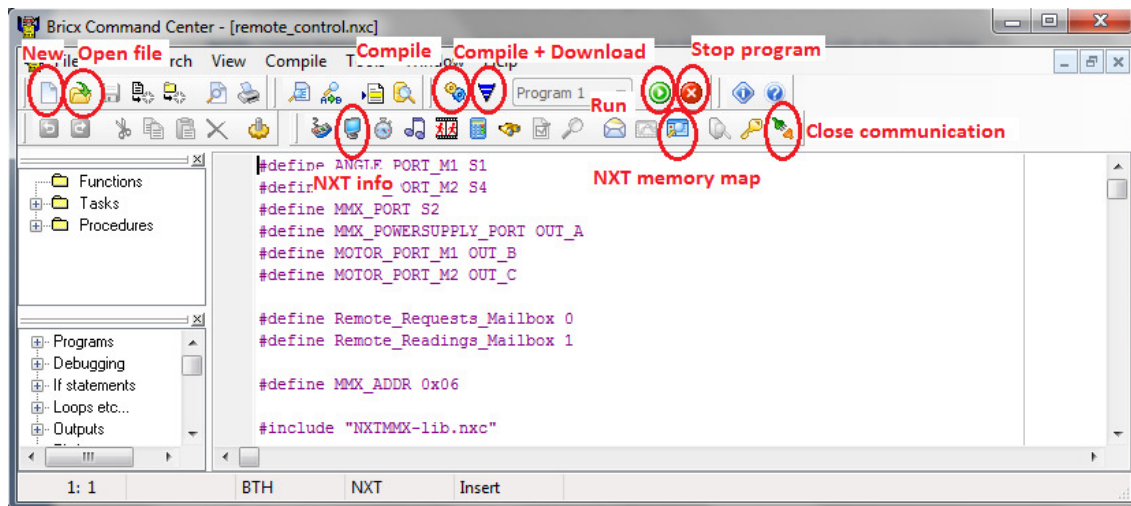 Bricx Command Center - [remote_control.nxc]
New Open file Compile Compile + Download Stop program
View Compile
Program 1
Run
Close communication
Functions
Tasks
Procedures
NXT info
NXT memory map
#define ANGLE_PORT_M1 S1
#define PORT_M2 S4
#define MMX_PORT S2
#define MMX_POWERSUPPLY_PORT OUT_A
#define MOTOR_PORT_M1 OUT_B
#define MOTOR_PORT_M2 OUT_C
#define Remote_Requests_Mailbox 0
#define Remote_Readings_Mailbox 1
#define MMX_ADDR 0x06
#include "NXTMMX-lib.nxc"
Programs
Debugging
If statements
Loops etc...
Outputs
1: 1 BTH NXT Insert